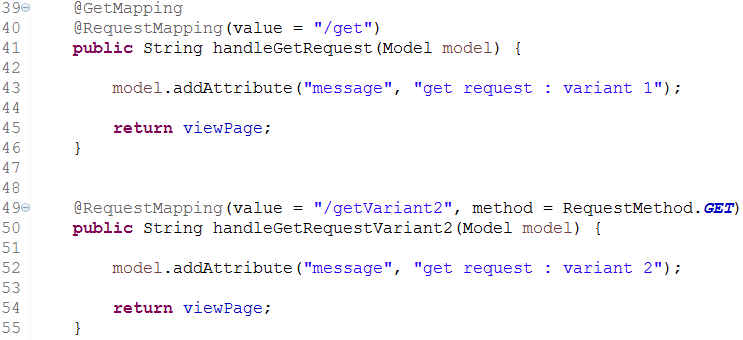 39 @GetMapping
40 @RequestMapping(value = "/get")
41 public String handleGetRequest(Model model) {
42
43 model.addAttribute("message", "get request : variant 1");
44
45 return viewPage;
46 }
47
48
49 @RequestMapping(value = "/getVariant2", method = RequestMethod.GET)
50 public String handleGetRequestVariant2(Model model) {
51
52 model.addAttribute("message", "get request : variant 2");
53
54 return viewPage;
55 }